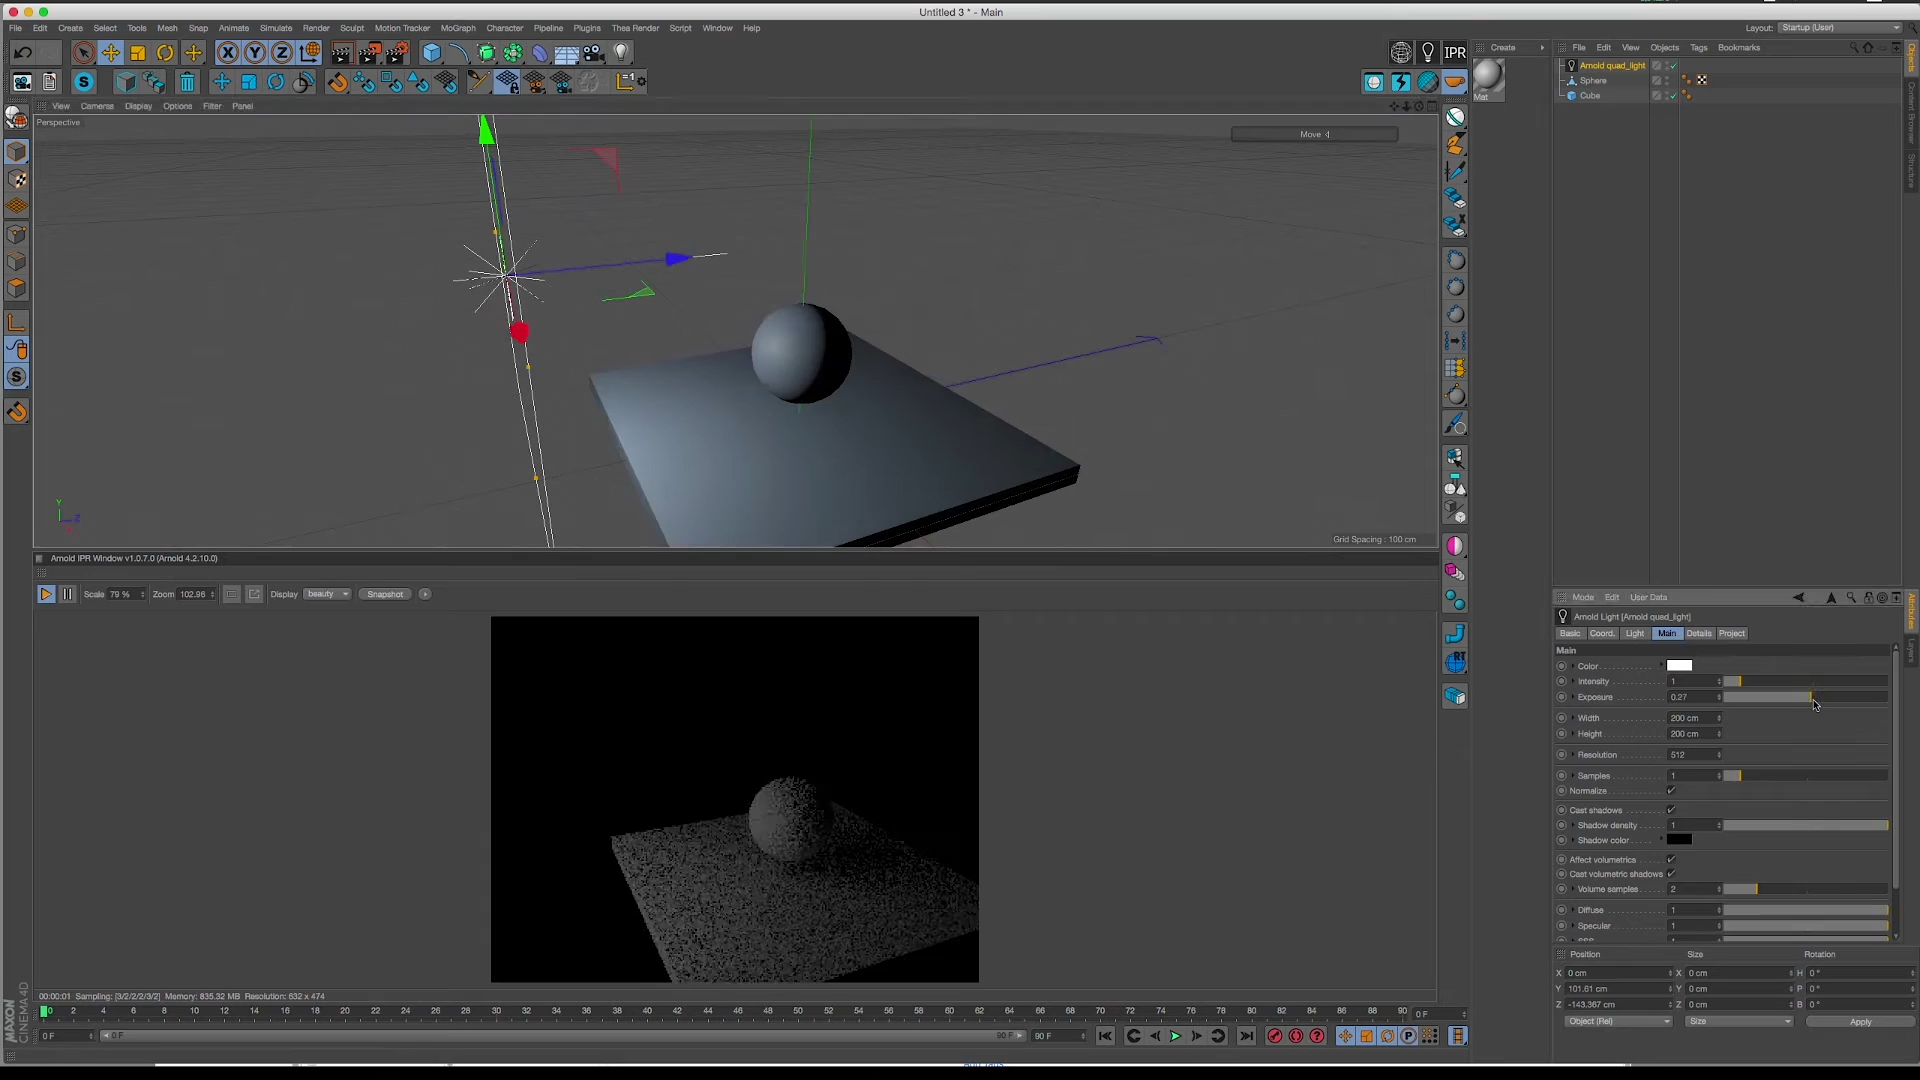 Untitled 3 * - Main
File Edit Create Select Tools Mesh Snap Animate Simulate Render Sculpt Motion Tracker MoGraph Character Pipeline Plugins Thea Render Script Window Help
Layout: Startup (User)
X Y Z
IPR
Create
File Edit View Objects Tags Bookmarks
Mat
Arnold quad_light
Sphere
Cube
Objects
Content Browser
Structure
View Cameras Display Options Filter Panel
Perspective
Move
Y
Z
Grid Spacing : 100 cm
RT
Arnold IPR Window v1.0.7.0 (Arnold 4.2.10.0)
Scale 79 % Zoom 102.96 Display beauty Snapshot
00:00:01 Sampling: [3/2/2/2/3/2] Memory: 835.32 MB Resolution: 632 x 474
Mode Edit User Data
Attributes
Layers
Arnold Light [Arnold quad_light]
Basic Coord. Light Main Details Project
Main
Color
Intensity 1
Exposure 0.27
Width 200 cm
Height 200 cm
Resolution 512
Samples 1
Normalize
Cast shadows
Shadow density 1
Shadow color
Affect volumetrics
Cast volumetric shadows
Volume samples 2
Diffuse 1
Specular 1
Position Size Rotation
X 0 cm X 0 cm H 0 °
Y 101.61 cm Y 0 cm P 0 °
Z -143.367 cm Z 0 cm B 0 °
Object (Rel) Size Apply
0 2 4 6 8 10 12 14 16 18 20 22 24 26 28 30 32 34 36 38 40 42 44 46 48 50 52 54 56 58 60 62 64 66 68 70 72 74 76 78 80 82 84 86 88 90 0 F
0 F 0 F 90 F 90 F
MAXON CINEMA 4D